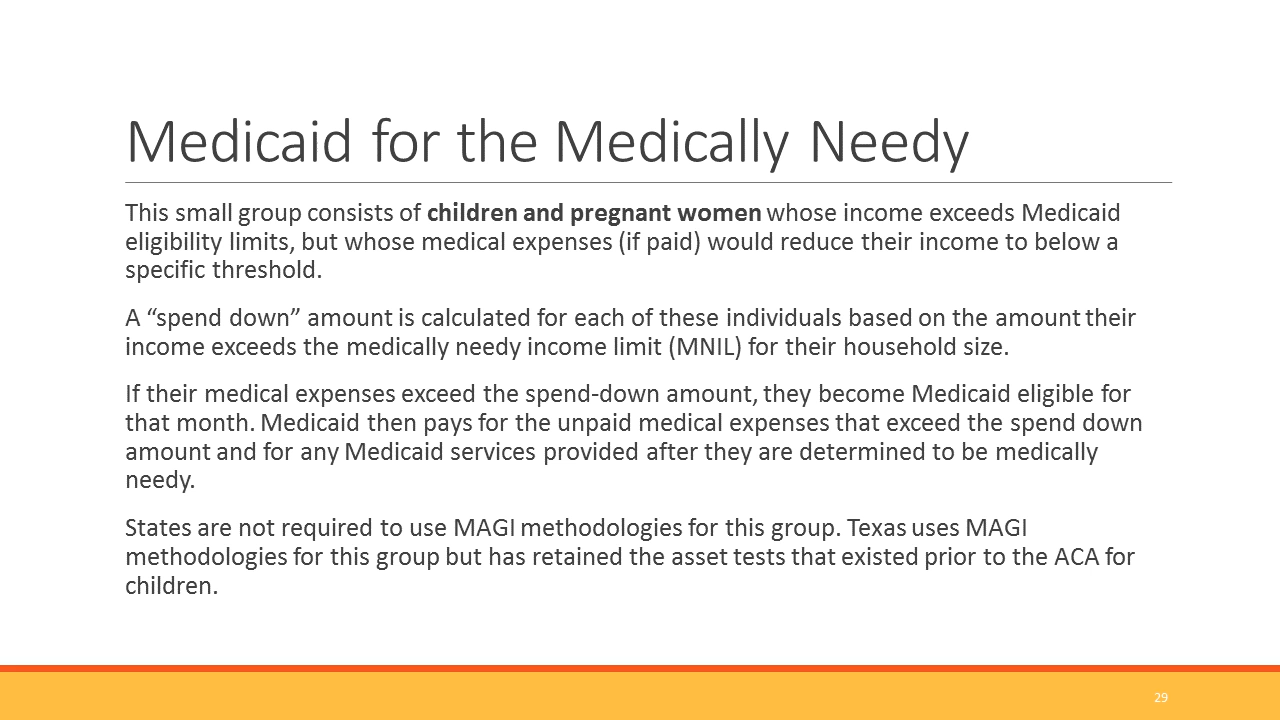 Medicaid for the Medically Needy
This small group consists of children and pregnant women whose income exceeds Medicaid
eligibility limits, but whose medical expenses (if paid) would reduce their income to below a
specific threshold.
A “spend down” amount is calculated for each of these individuals based on the amount their
income exceeds the medically needy income limit (MNIL) for their household size.
If their medical expenses exceed the spend-down amount, they become Medicaid eligible for
that month. Medicaid then pays for the unpaid medical expenses that exceed the spend down
amount and for any Medicaid services provided after they are determined to be medically
needy.
States are not required to use MAGI methodologies for this group. Texas uses MAGI
methodologies for this group but has retained the asset tests that existed prior to the ACA for
children.
29